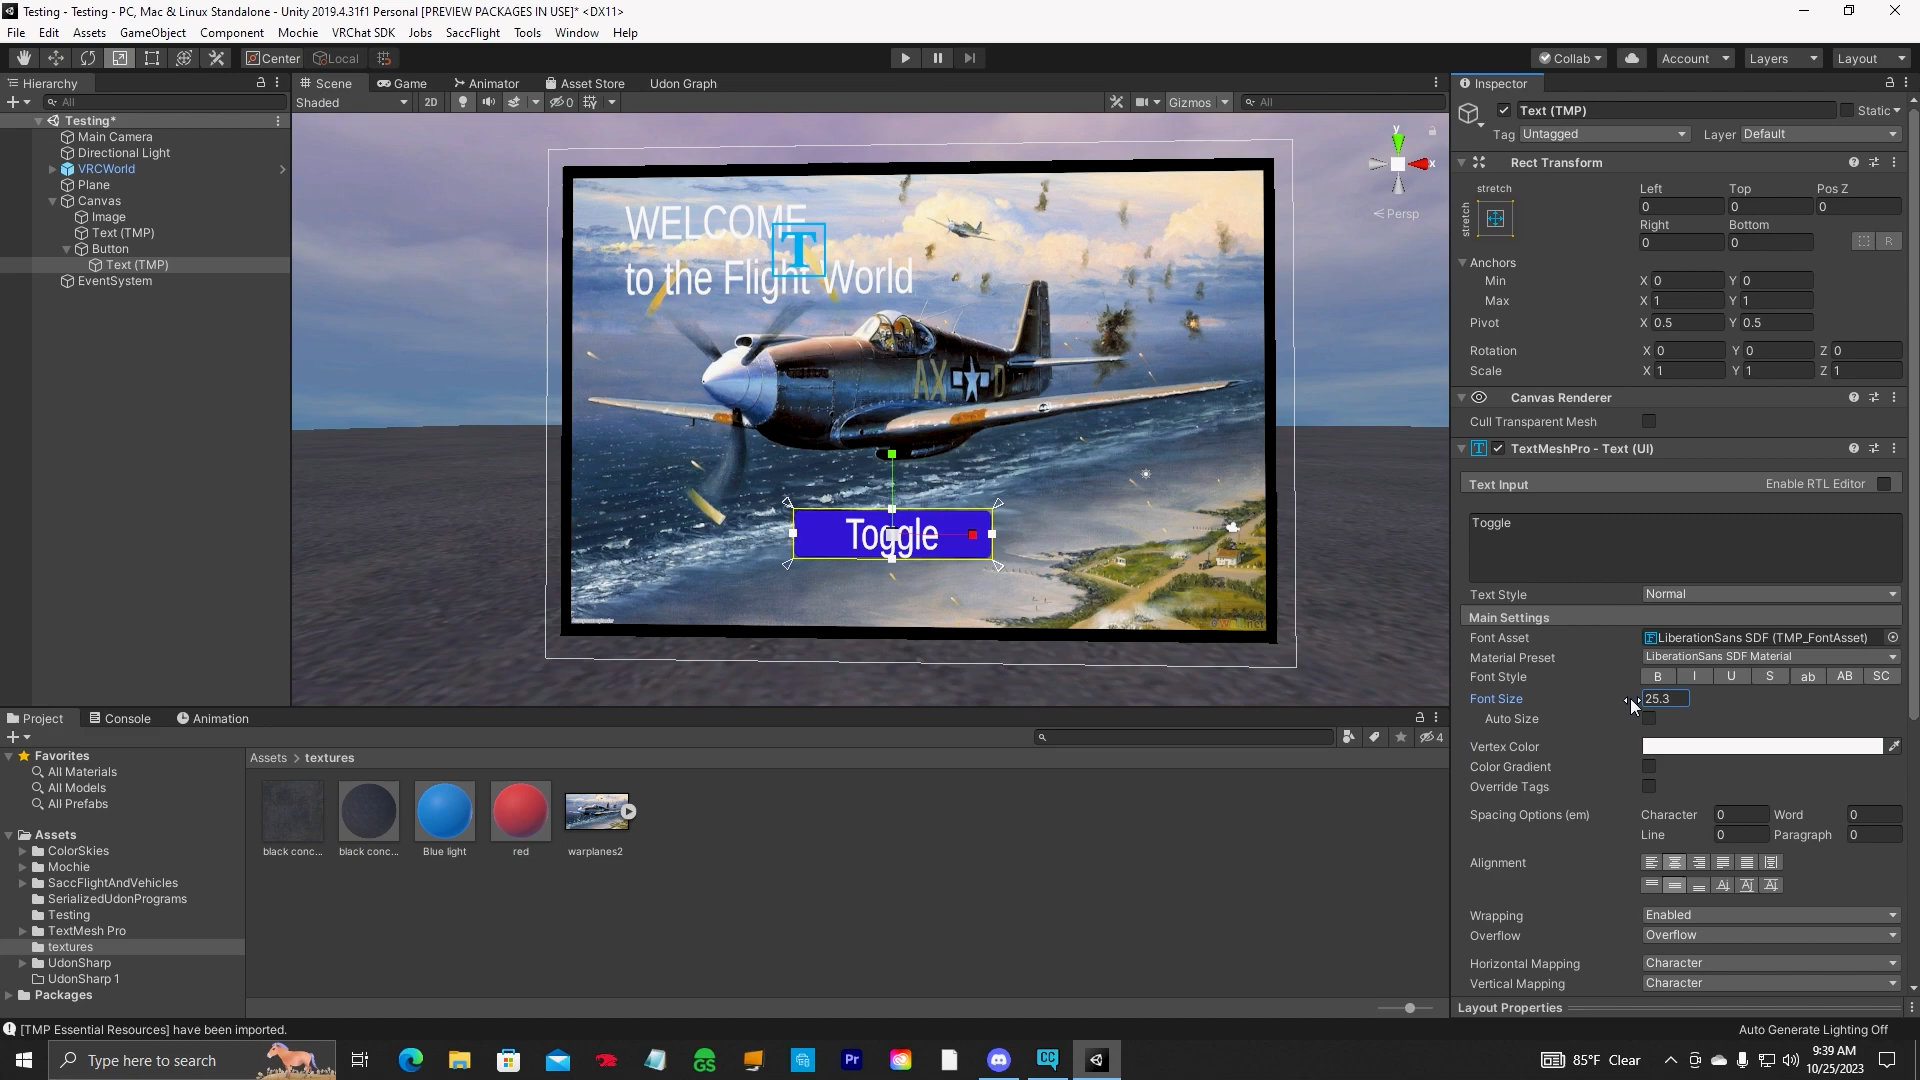 Testing - Testing - PC, Mac & Linux Standalone - Unity 2019.4.31f1 Personal [PREVIEW PACKAGES IN USE]* <DX11>
File Edit Assets GameObject Component Mochie VRChat SDK Jobs SaccFlight Tools Window Help
Center Local Collab Account Layers Layout
Hierarchy
All
Testing*
Main Camera
Directional Light
VRCWorld
Plane
Canvas
Image
Text (TMP)
Button
Text (TMP)
EventSystem
Scene Game Animator Asset Store Udon Graph
Shaded 2D 0 Gizmos All
y
x
Persp
WELCOME
to the Flight World
T
AX D
Toggle
Inspector
Text (TMP) Static
Tag Untagged Layer Default
Rect Transform
stretch Left Top Pos Z
stretch
0 0 0
Right Bottom
0 0 R
Anchors
Min X 0 Y 0
Max X 1 Y 1
Pivot X 0.5 Y 0.5
Rotation X 0 Y 0 Z 0
Scale X 1 Y 1 Z 1
Canvas Renderer
Cull Transparent Mesh
TextMeshPro - Text (UI)
Text Input Enable RTL Editor
Toggle
Text Style Normal
Main Settings
Font Asset LiberationSans SDF (TMP_FontAsset)
Material Preset LiberationSans SDF Material
Font Style B I U S ab AB SC
Font Size 25.3
Auto Size
Vertex Color
Color Gradient
Override Tags
Spacing Options (em) Character 0 Word 0
Line 0 Paragraph 0
Alignment
Wrapping Enabled
Overflow Overflow
Horizontal Mapping Character
Vertical Mapping Character
Layout Properties
Project Console Animation
4
Favorites
All Materials
All Models
All Prefabs
Assets
ColorSkies
Mochie
SaccFlightAndVehicles
SerializedUdonPrograms
Testing
TextMesh Pro
textures
UdonSharp
UdonSharp 1
Packages
Assets > textures
black conc... black conc... Blue light red warplanes2
[TMP Essential Resources] have been imported.
Auto Generate Lighting Off
Type here to search
GS Pr CC
85°F Clear
9:39 AM
10/25/2023